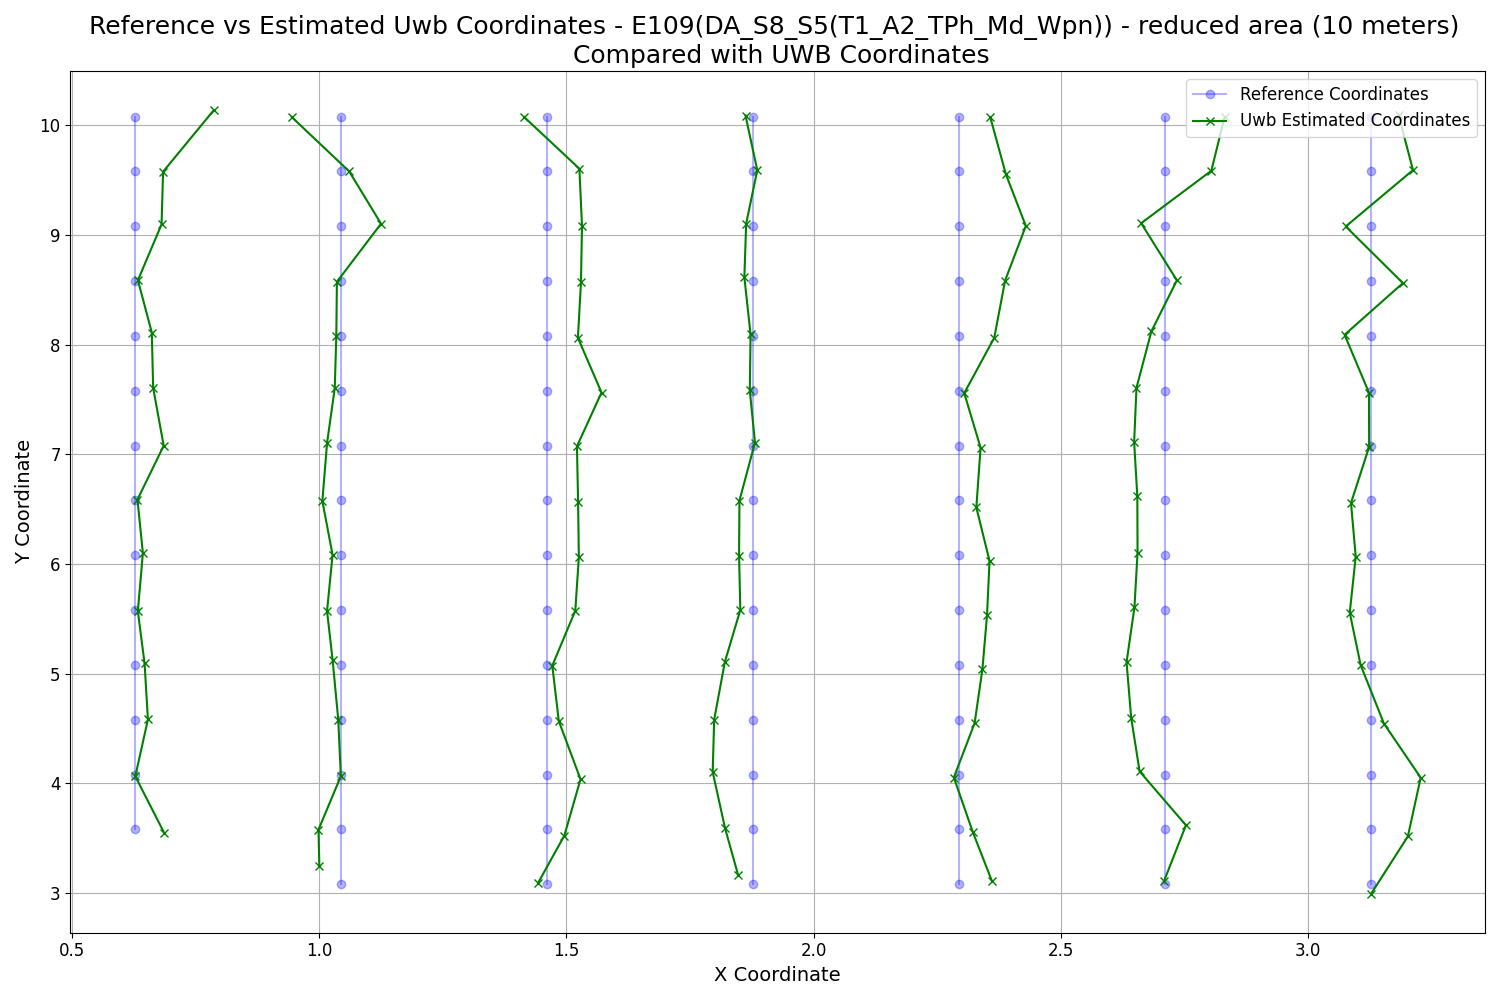 Reference vs Estimated Uwb Coordinates - E109(DA_S8_S5(T1_A2_TPh_Md_Wpn)) - reduced area (10 meters)
Compared with UWB Coordinates
Reference Coordinates
Uwb Estimated Coordinates
Y Coordinate
10
9
8
7
6
5
4
3
0.5 1.0 1.5 2.0 2.5 3.0
X Coordinate